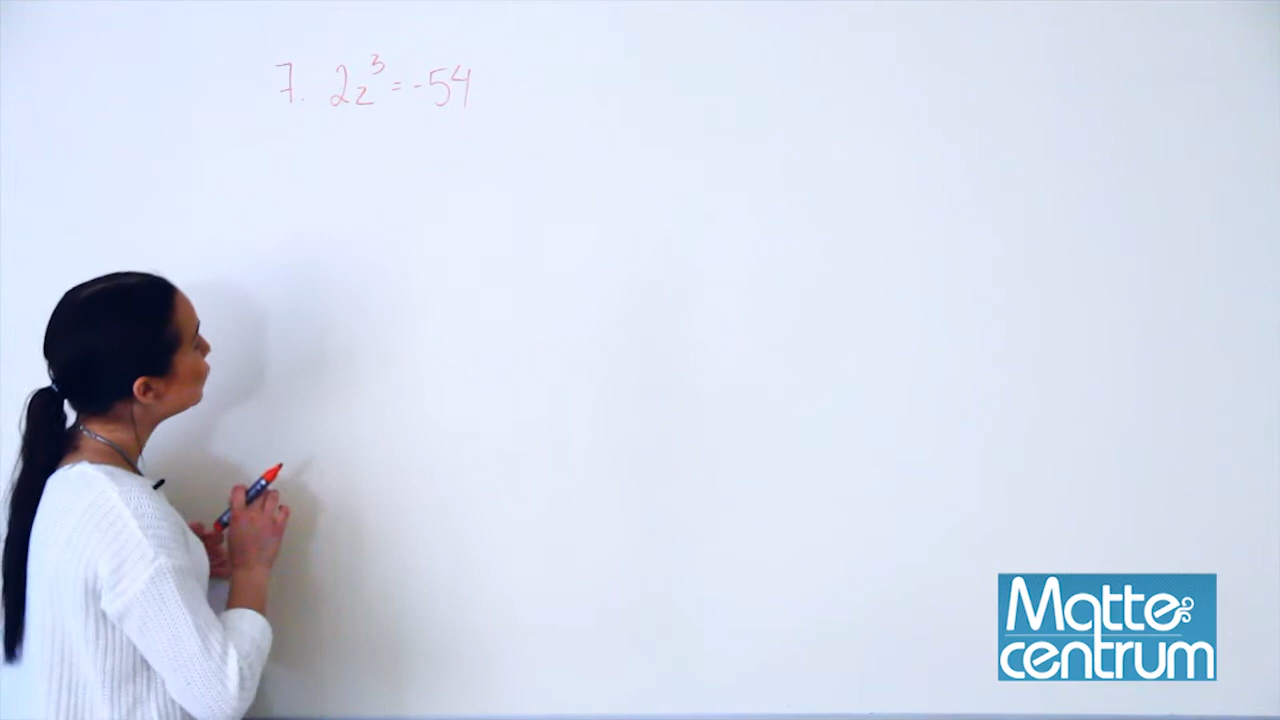 7. 2z³ = -54
Matte
centrum